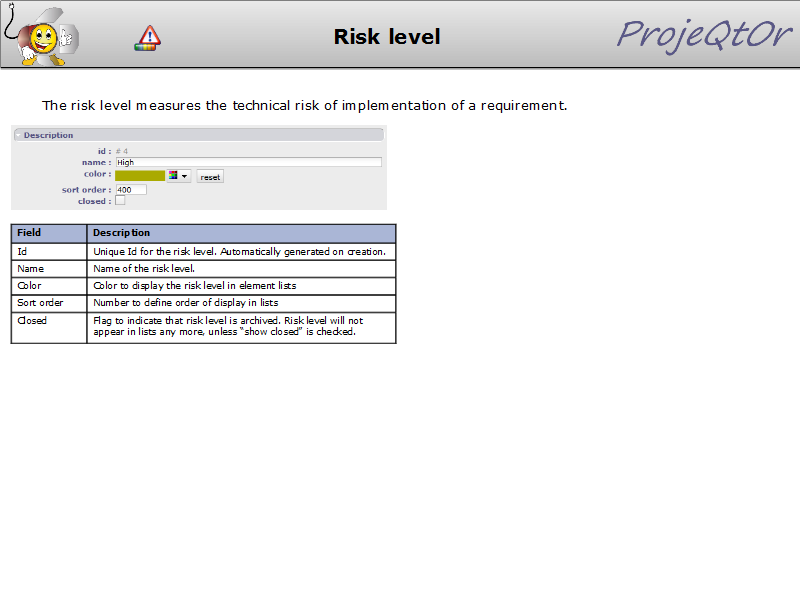 Risk level
ProjeQtOr
The risk level measures the technical risk of implementation of a requirement.
Description
id : # 4
name : High
color : reset
sort order : 400
closed :
Field Description
Id Unique Id for the risk level. Automatically generated on creation.
Name Name of the risk level.
Color Color to display the risk level in element lists
Sort order Number to define order of display in lists
Closed Flag to indicate that risk level is archived. Risk level will not
appear in lists any more, unless “show closed” is checked.